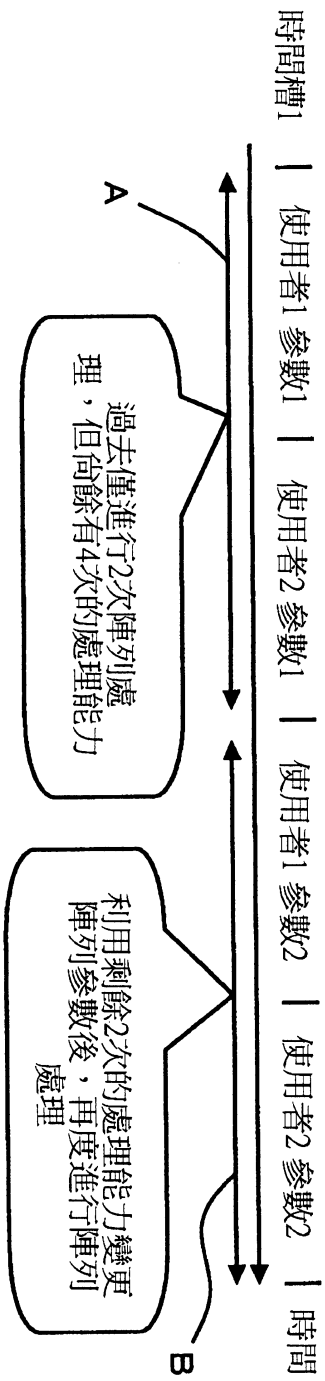 時間槽1 | 使用者1 參數1 | 使用者2 參數1 | 使用者1 參數2 | 使用者2 參數2 | 時間
A
過去僅進行2次陣列處
理，但尚餘有4次的處理能力
利用剩餘2次的處理能力變更
陣列參數後，再度進行陣列
處理
B